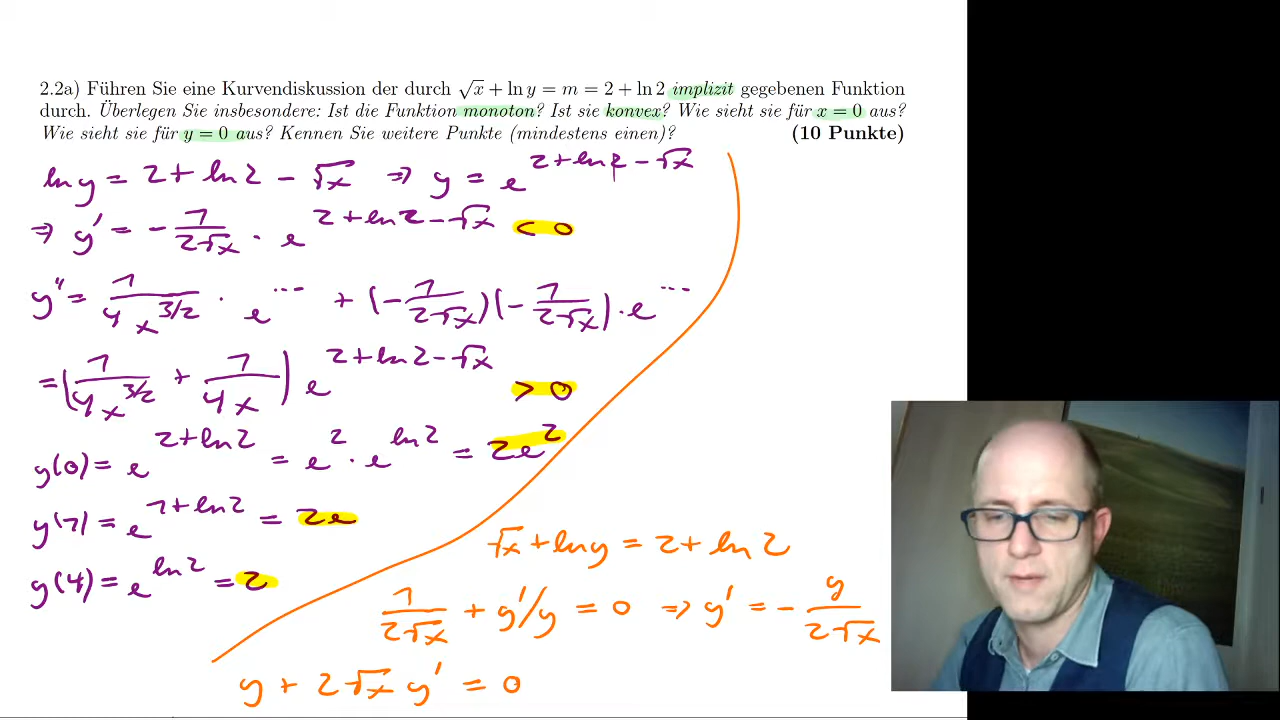 2.2a) Führen Sie eine Kurvendiskussion der durch √x + ln y = m = 2 + ln 2 implizit gegebenen Funktion
durch. Überlegen Sie insbesondere: Ist die Funktion monoton? Ist sie konvex? Wie sieht sie für x = 0 aus?
Wie sieht sie für y = 0 aus? Kennen Sie weitere Punkte (mindestens einen)? (10 Punkte)
ln y = 2 + ln 2 - √x ⇒ y = e^{2 + ln 2 - √x}
⇒ y' = - 1/(2√x) · e^{2 + ln 2 - √x} < 0
y'' = 1/(4x^{3/2}) · e^{...} + (- 1/(2√x)) (- 1/(2√x)) · e^{...}
= (1/(4x^{3/2}) + 1/(4x)) e^{2 + ln 2 - √x} > 0
y(0) = e^{2 + ln 2} = e^2 · e^{ln 2} = 2e^2
y(1) = e^{1 + ln 2} = 2e
y(4) = e^{ln 2} = 2
√x + ln y = 2 + ln 2
1/(2√x) + y'/y = 0 ⇒ y' = - y/(2√x)
y + 2√x y' = 0